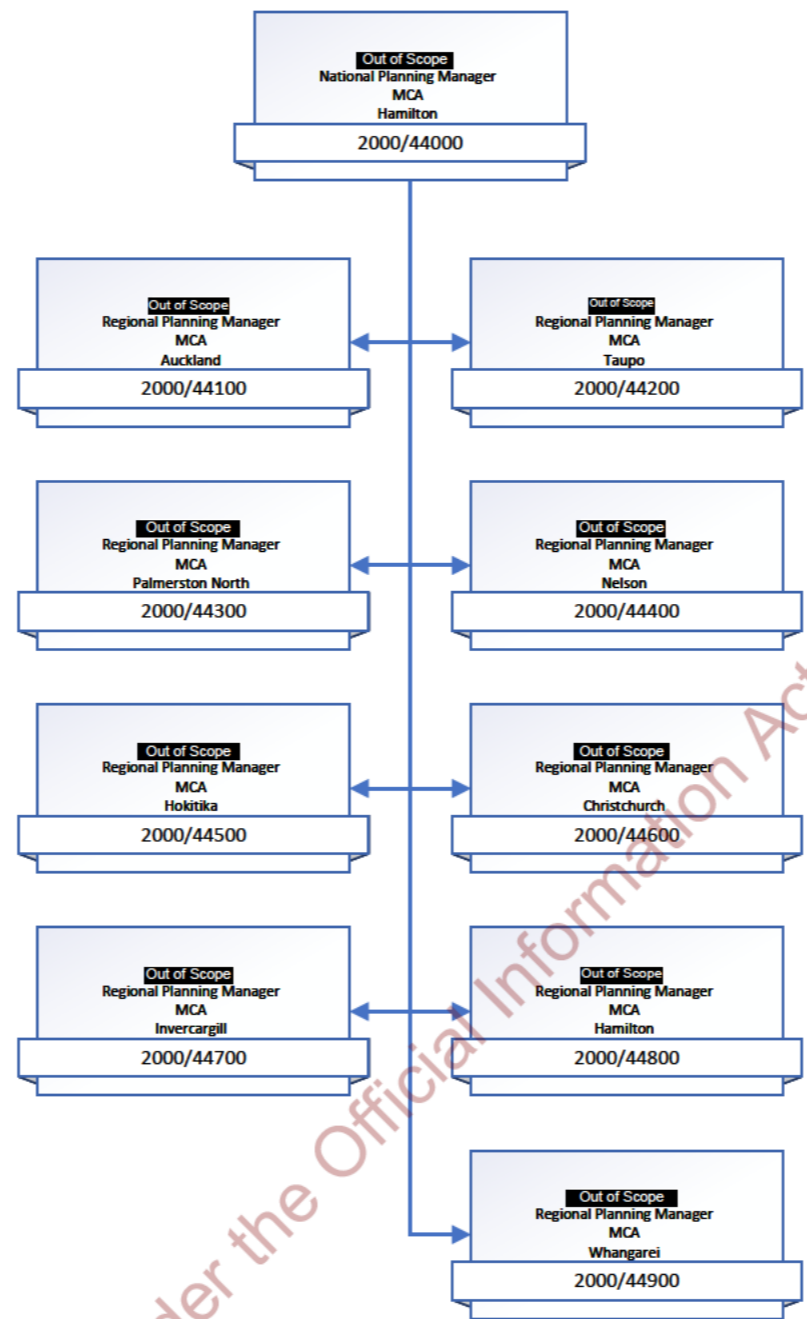 Out of Scope
National Planning Manager
MCA
Hamilton
2000/44000
Out of Scope
Regional Planning Manager
MCA
Auckland
2000/44100
Out of Scope
Regional Planning Manager
MCA
Taupo
2000/44200
Out of Scope
Regional Planning Manager
MCA
Palmerston North
2000/44300
Out of Scope
Regional Planning Manager
MCA
Nelson
2000/44400
Out of Scope
Regional Planning Manager
MCA
Hokitika
2000/44500
Out of Scope
Regional Planning Manager
MCA
Christchurch
2000/44600
Out of Scope
Regional Planning Manager
MCA
Invercargill
2000/44700
Out of Scope
Regional Planning Manager
MCA
Hamilton
2000/44800
Out of Scope
Regional Planning Manager
MCA
Whangarei
2000/44900
der the Official Information Act